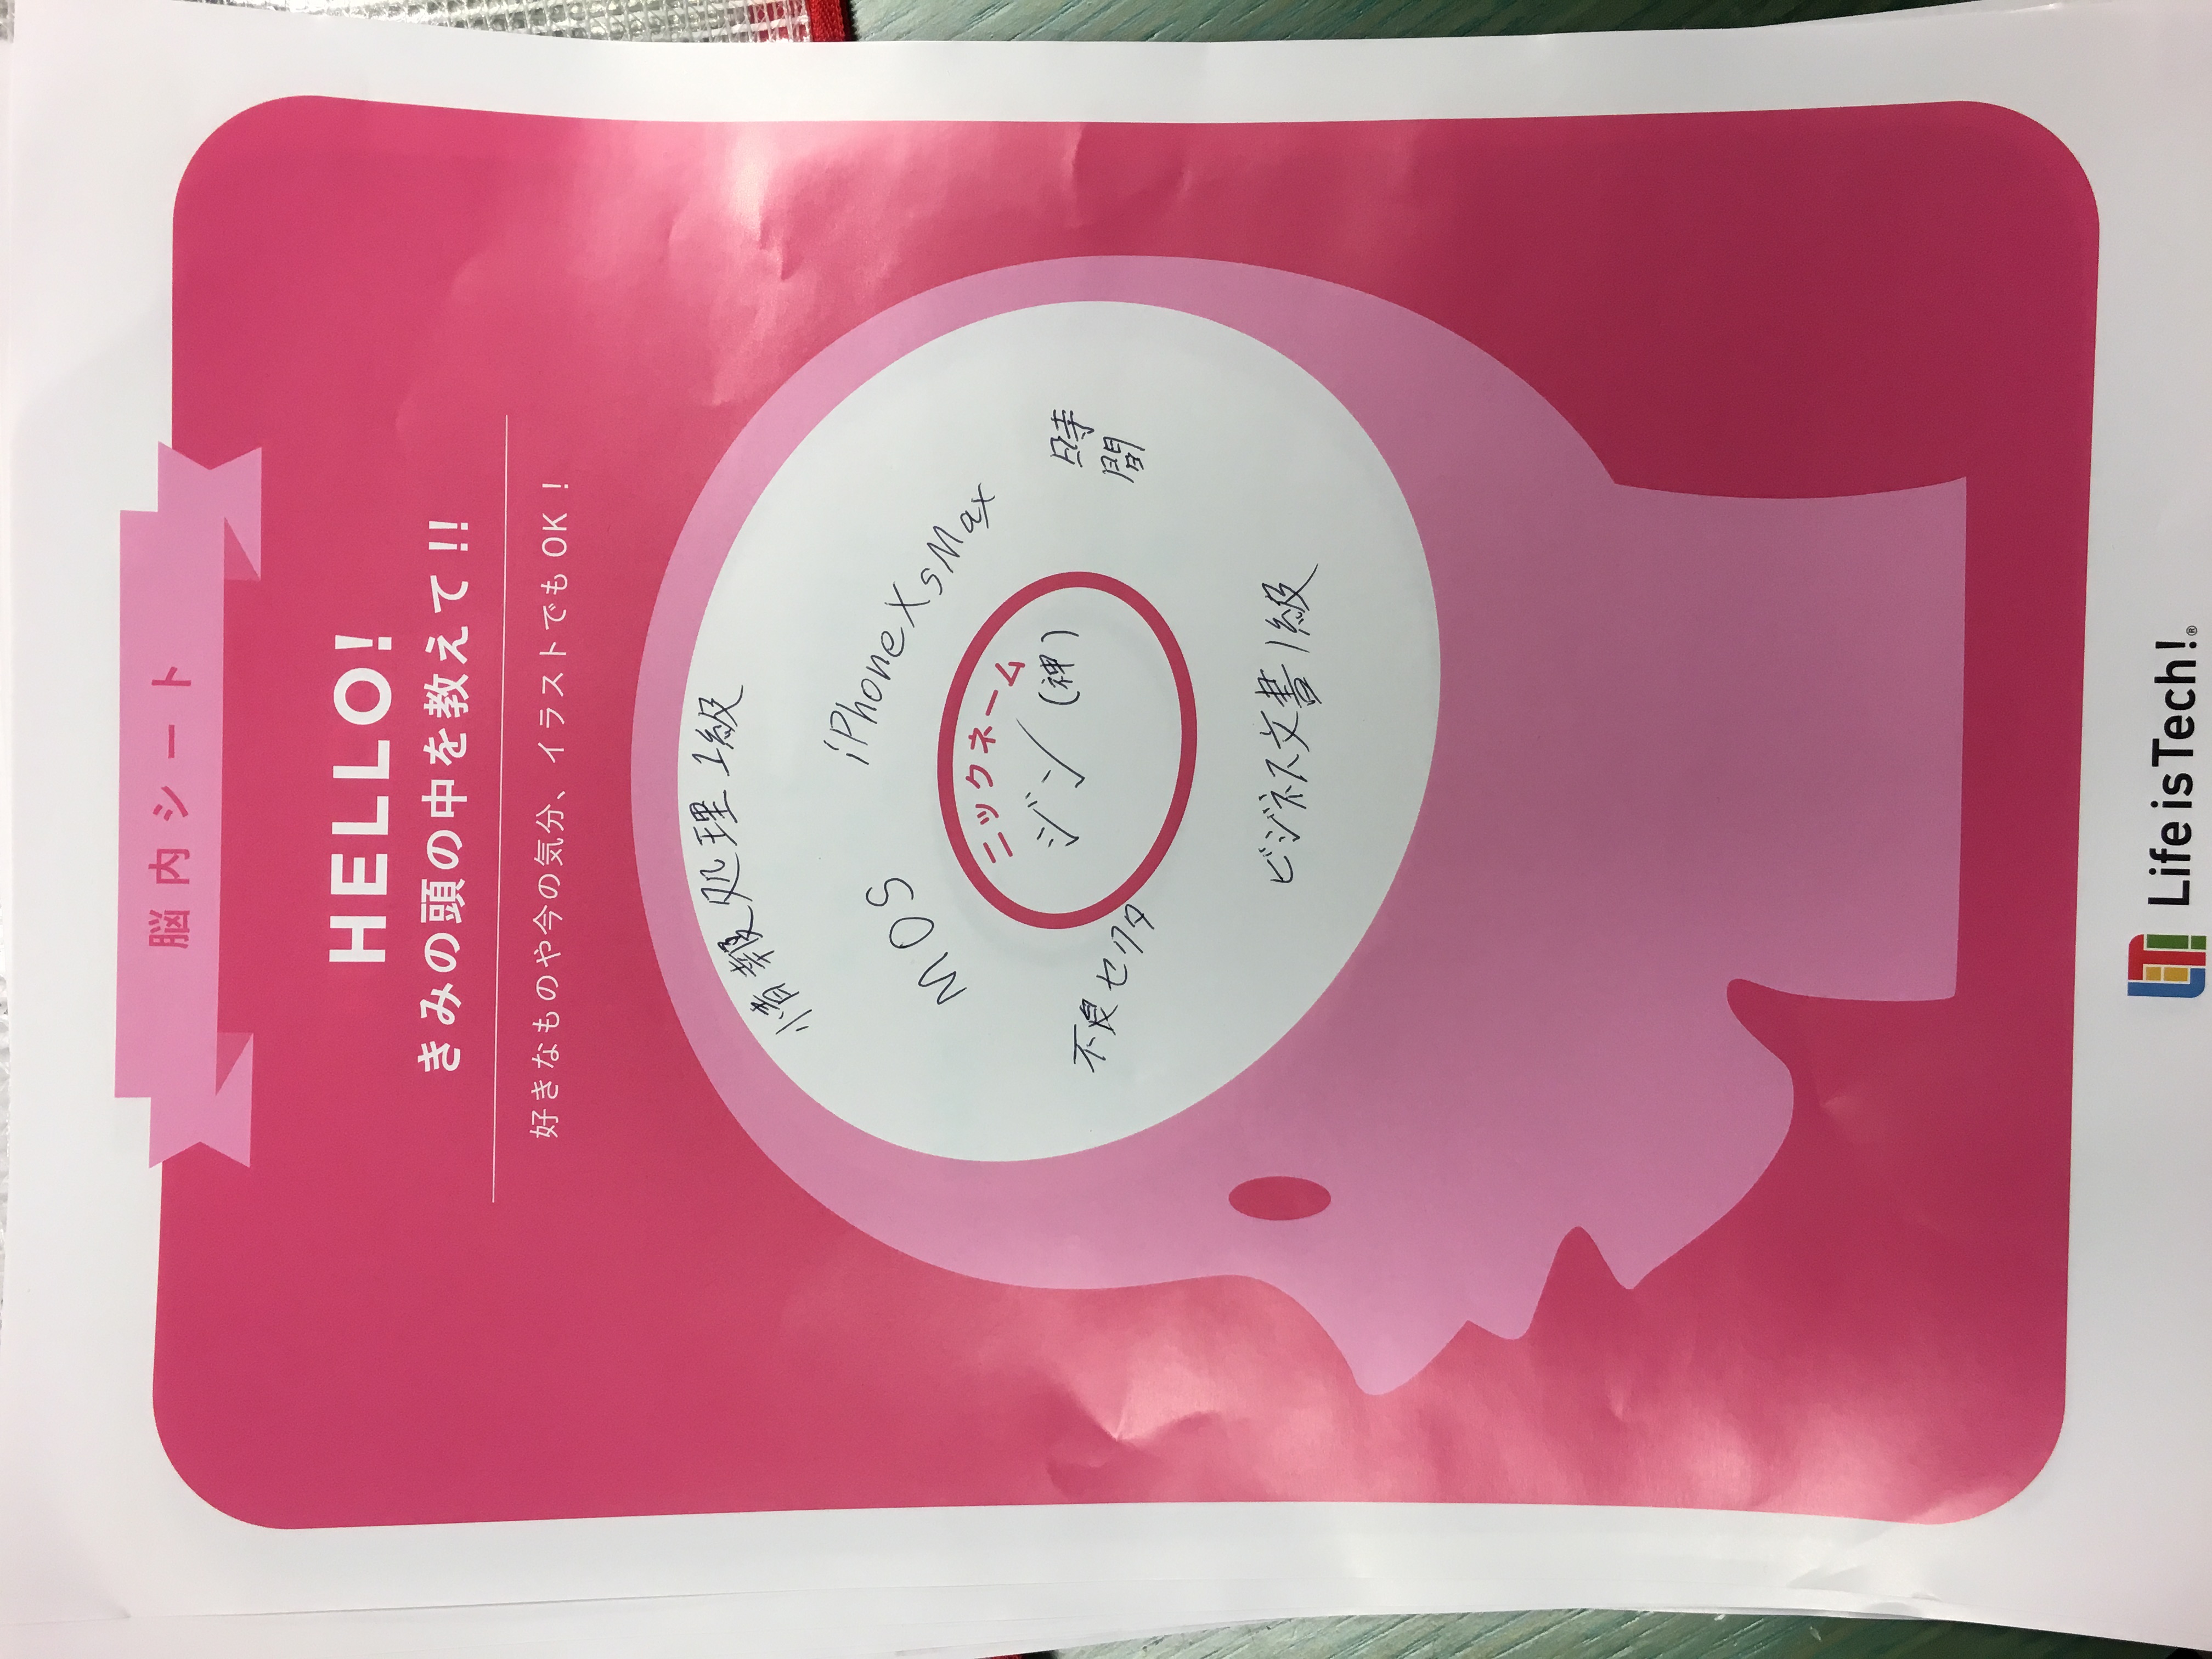 脳内シート
HELLO!
きみの頭の中を教えて!!
好きなものや今の気分、イラストでもOK!
情報処理1級
iPhoneXsMax
MOS
ニックネーム
ジン(神)
時
間
不良セクタ
ビジネス文書1級
LiT!
Life is Tech!®